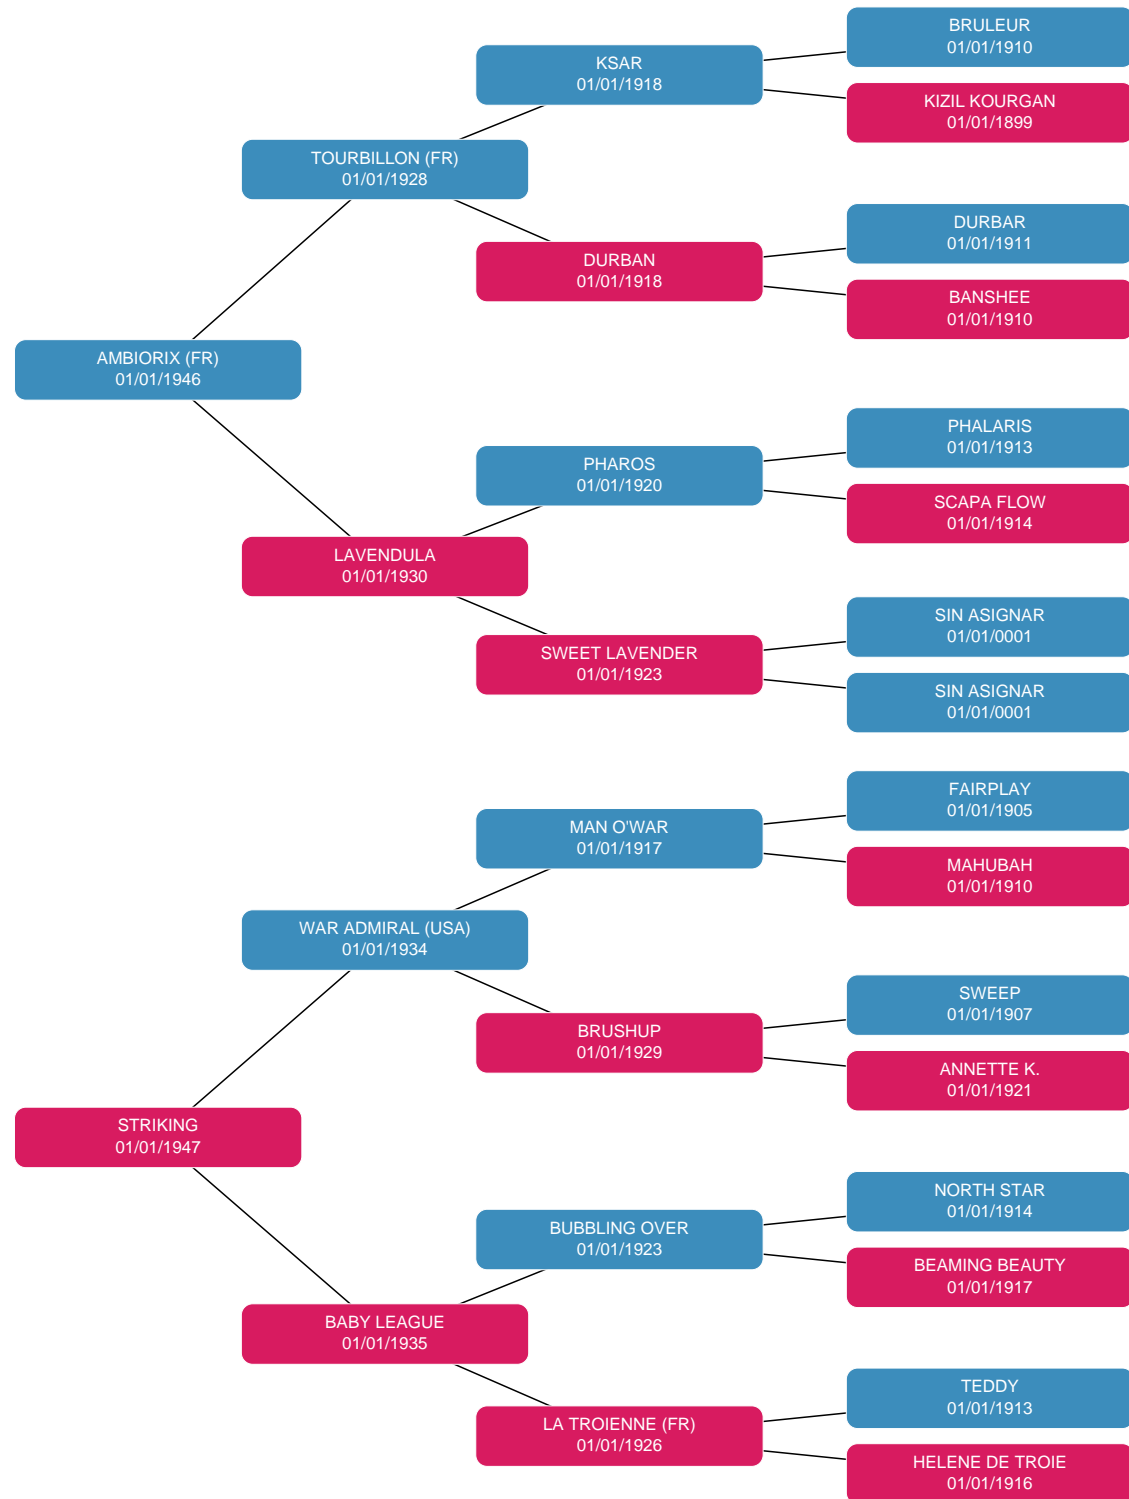 BRULEUR
01/01/1910
KSAR
01/01/1918
KIZIL KOURGAN
01/01/1899
TOURBILLON (FR)
01/01/1928
DURBAR
01/01/1911
DURBAN
01/01/1918
BANSHEE
01/01/1910
AMBIORIX (FR)
01/01/1946
PHALARIS
01/01/1913
PHAROS
01/01/1920
SCAPA FLOW
01/01/1914
LAVENDULA
01/01/1930
SIN ASIGNAR
01/01/0001
SWEET LAVENDER
01/01/1923
SIN ASIGNAR
01/01/0001
FAIRPLAY
01/01/1905
MAN O'WAR
01/01/1917
MAHUBAH
01/01/1910
WAR ADMIRAL (USA)
01/01/1934
SWEEP
01/01/1907
BRUSHUP
01/01/1929
ANNETTE K.
01/01/1921
STRIKING
01/01/1947
NORTH STAR
01/01/1914
BUBBLING OVER
01/01/1923
BEAMING BEAUTY
01/01/1917
BABY LEAGUE
01/01/1935
TEDDY
01/01/1913
LA TROIENNE (FR)
01/01/1926
HELENE DE TROIE
01/01/1916